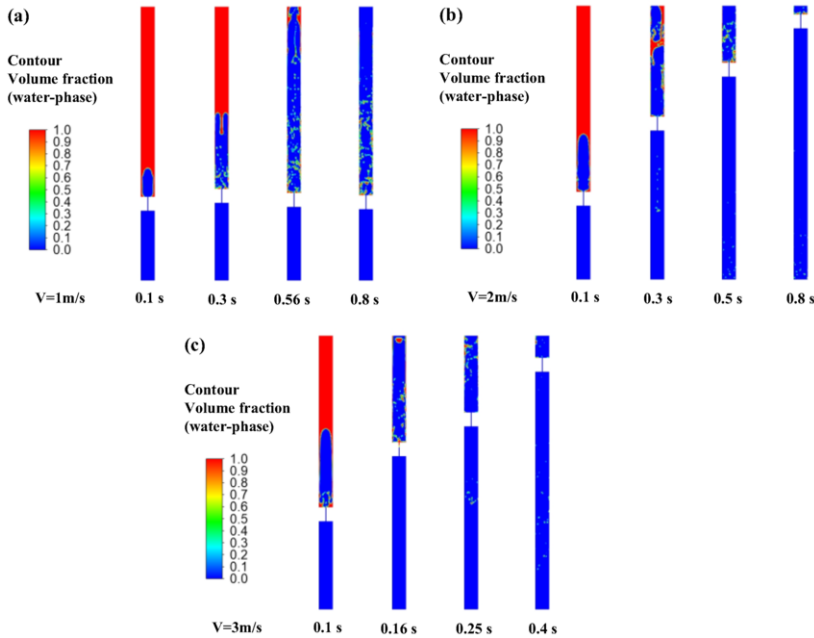 (a)
Contour
Volume fraction
(water-phase)
1.0
0.9
0.8
0.7
0.6
0.5
0.4
0.3
0.2
0.1
0.0
V=1m/s 0.1 s 0.3 s 0.56 s 0.8 s
(b)
Contour
Volume fraction
(water-phase)
1.0
0.9
0.8
0.7
0.6
0.5
0.4
0.3
0.2
0.1
0.0
V=2m/s 0.1 s 0.3 s 0.5 s 0.8 s
(c)
Contour
Volume fraction
(water-phase)
1.0
0.9
0.8
0.7
0.6
0.5
0.4
0.3
0.2
0.1
0.0
V=3m/s 0.1 s 0.16 s 0.25 s 0.4 s